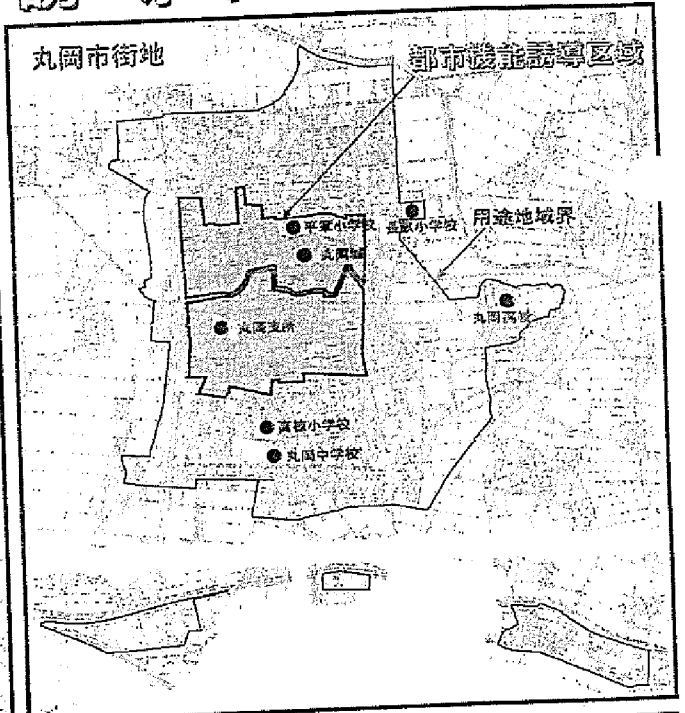 丸岡市街地
都市機能誘導区域
平章小学校
長畝小学校
用途地域界
丸岡城
丸岡高校
丸岡支所
高椋小学校
丸岡中学校